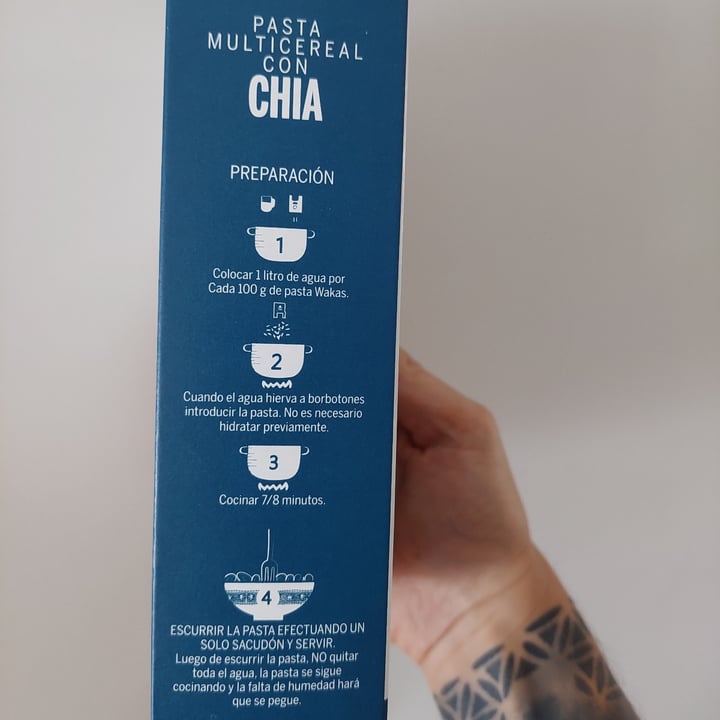 PASTA
MULTICEREAL
CON
CHIA
PREPARACIÓN
1
Colocar 1 litro de agua por
Cada 100 g de pasta Wakas.
2
Cuando el agua hierva a borbotones
introducir la pasta. No es necesario
hidratar previamente.
3
Cocinar 7/8 minutos.
4
ESCURRIR LA PASTA EFECTUANDO UN
SOLO SACUDÓN Y SERVIR.
Luego de escurrir la pasta, NO quitar
toda el agua, la pasta se sigue
cocinando y la falta de humedad hará
que se pegue.